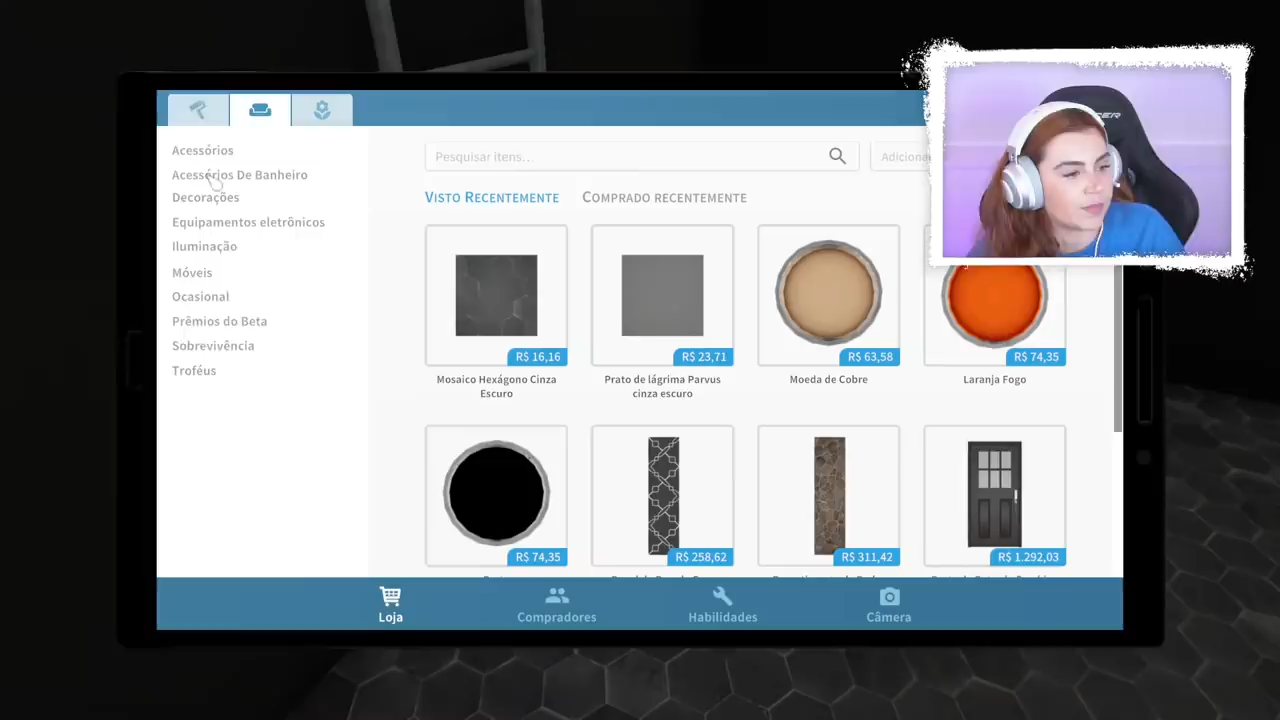 Acessórios
Acessórios De Banheiro
Decorações
Equipamentos eletrônicos
Iluminação
Móveis
Ocasional
Prêmios do Beta
Sobrevivência
Troféus
Pesquisar itens...
VISTO RECENTEMENTE
COMPRADO RECENTEMENTE
R$ 16,16
R$ 23,71
R$ 63,58
R$ 74,35
Mosaico Hexágono Cinza
Escuro
Prato de lágrima Parvus
cinza escuro
Moeda de Cobre
Laranja Fogo
R$ 74,35
R$ 258,62
R$ 311,42
R$ 1.292,03
Loja
Compradores
Habilidades
Câmera